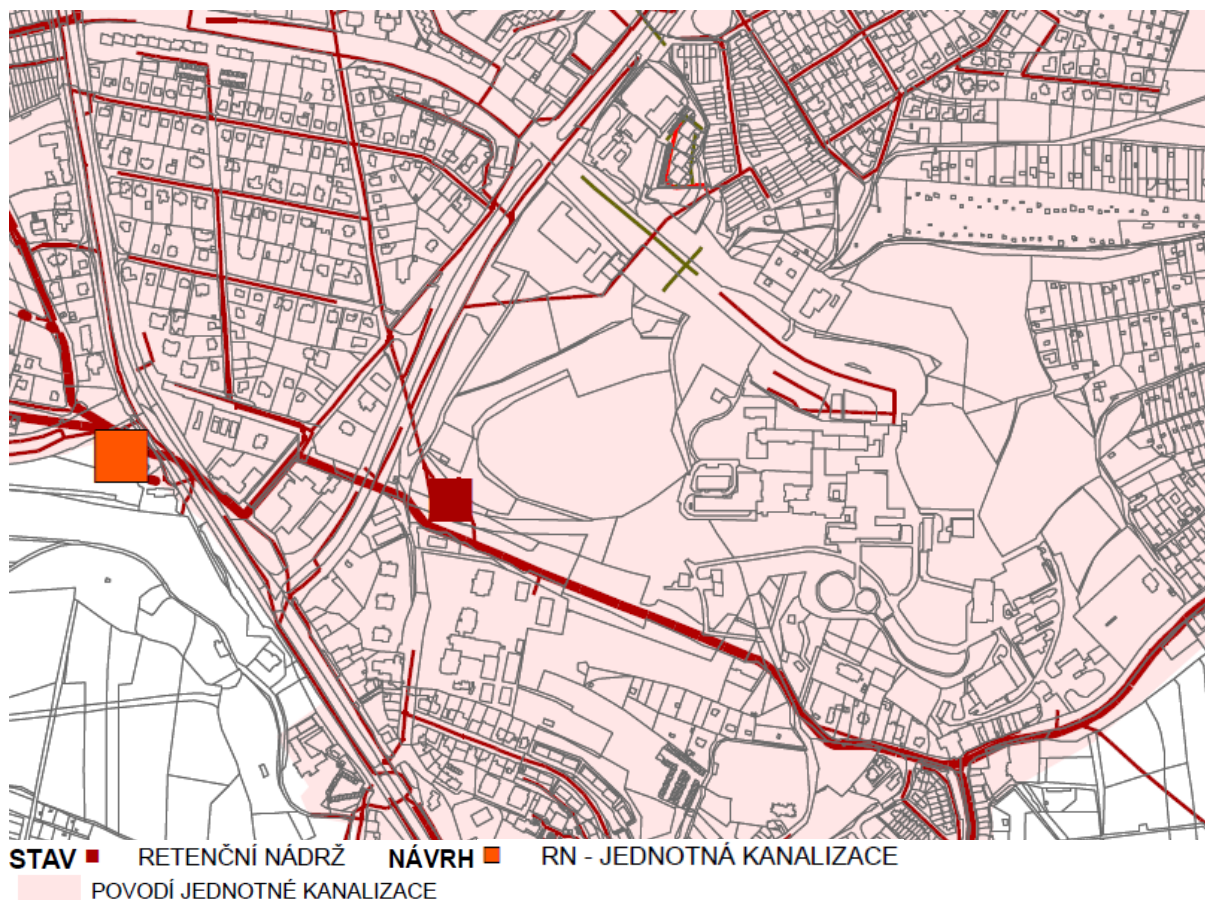 STAV RETENČNÍ NÁDRŽ NÁVRH RN - JEDNOTNÁ KANALIZACE
POVODÍ JEDNOTNÉ KANALIZACE